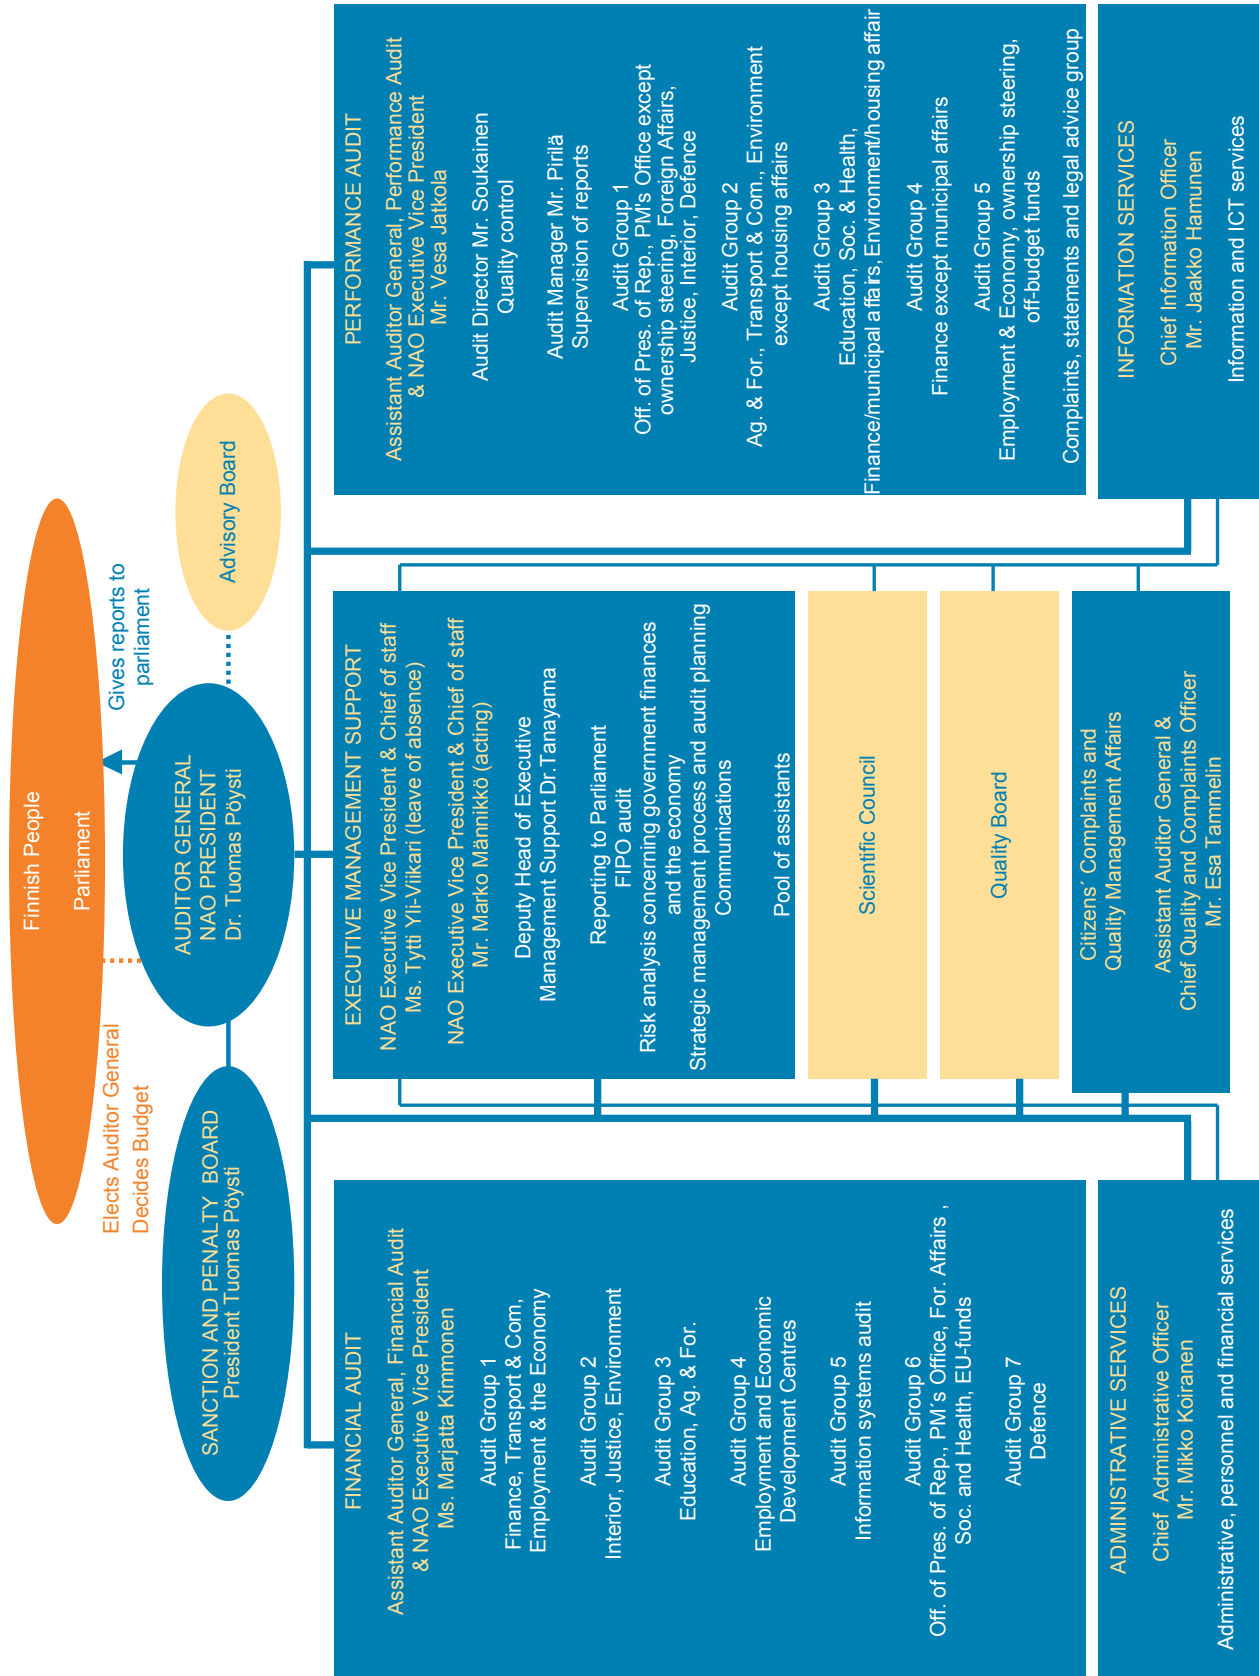 Finnish People
Parliament
Elects Auditor General
Decides Budget
Gives reports to
parliament
SANCTION AND PENALTY BOARD
President Tuomas Pöysti
AUDITOR GENERAL
NAO PRESIDENT
Dr. Tuomas Pöysti
Advisory Board
FINANCIAL AUDIT
Assistant Auditor General, Financial Audit
& NAO Executive Vice President
Ms. Marjatta Kimmonen
Audit Group 1
Finance, Transport & Com,
Employment & the Economy
Audit Group 2
Interior, Justice, Environment
Audit Group 3
Education, Ag. & For.
Audit Group 4
Employment and Economic
Development Centres
Audit Group 5
Information systems audit
Audit Group 6
Off. of Pres. of Rep., PM´s Office, For. Affairs ,
Soc. and Health, EU-funds
Audit Group 7
Defence
ADMINISTRATIVE SERVICES
Chief Administrative Officer
Mr. Mikko Koiranen
Administrative, personnel and financial services
EXECUTIVE MANAGEMENT SUPPORT
NAO Executive Vice President & Chief of staff
Ms. Tytti Yli-Viikari (leave of absence)
NAO Executive Vice President & Chief of staff
Mr. Marko Männikkö (acting)
Deputy Head of Executive
Management Support Dr.Tanayama
Reporting to Parliament
FIPO audit
Risk analysis concerning government finances
and the economy
Strategic management process and audit planning
Communications
Pool of assistants
Scientific Council
Quality Board
Citizens´ Complaints and
Quality Management Affairs
Assistant Auditor General &
Chief Quality and Complaints Officer
Mr. Esa Tammelin
PERFORMANCE AUDIT
Assistant Auditor General, Performance Audit
& NAO Executive Vice President
Mr. Vesa Jatkola
Audit Director Mr. Soukainen
Quality control
Audit Manager Mr. Pirilä
Supervision of reports
Audit Group 1
Off. of Pres. of Rep., PM's Office except
ownership steering, Foreign Affairs,
Justice, Interior, Defence
Audit Group 2
Ag. & For., Transport & Com., Environment
except housing affairs
Audit Group 3
Education, Soc. & Health,
Finance/municipal affairs, Environment/housing affair
Audit Group 4
Finance except municipal affairs
Audit Group 5
Employment & Economy, ownership steering,
off-budget funds
Complaints, statements and legal advice group
INFORMATION SERVICES
Chief Information Officer
Mr. Jaakko Hamunen
Information and ICT services